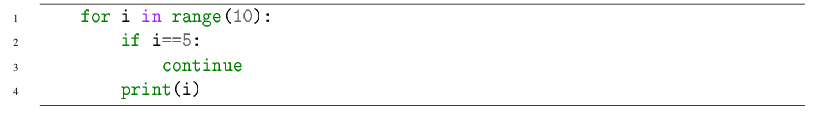 1 for i in range(10):
2 if i==5:
3 continue
4 print(i)